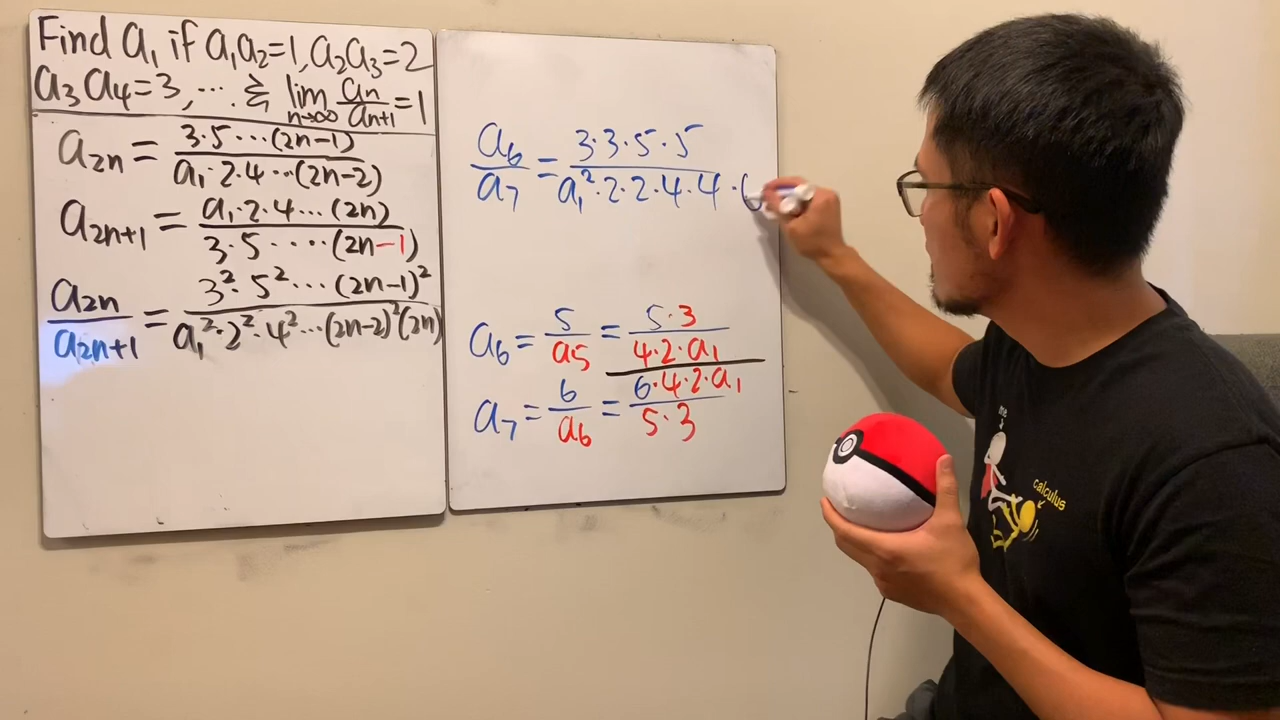 Find a₁ if a₁a₂=1, a₂a₃=2
a₃a₄=3, ⋯ & lim n→∞ aₙ/aₙ₊₁ = 1
a₂ₙ = 3·5⋯(2n-1) / a₁·2·4⋯(2n-2)
a₂ₙ₊₁ = a₁·2·4⋯(2n) / 3·5⋯⋯(2n-1)
a₂ₙ/a₂ₙ₊₁ = 3²·5²⋯(2n-1)² / a₁²·2²·4²⋯(2n-2)²(2n)
a₆/a₇ = 3·3·5·5 / a₁²·2·2·4·4·6
a₆ = 5/a₅ = 5·3 / 4·2·a₁
a₇ = 6/a₆ = 6·4·2·a₁ / 5·3
me
calculus